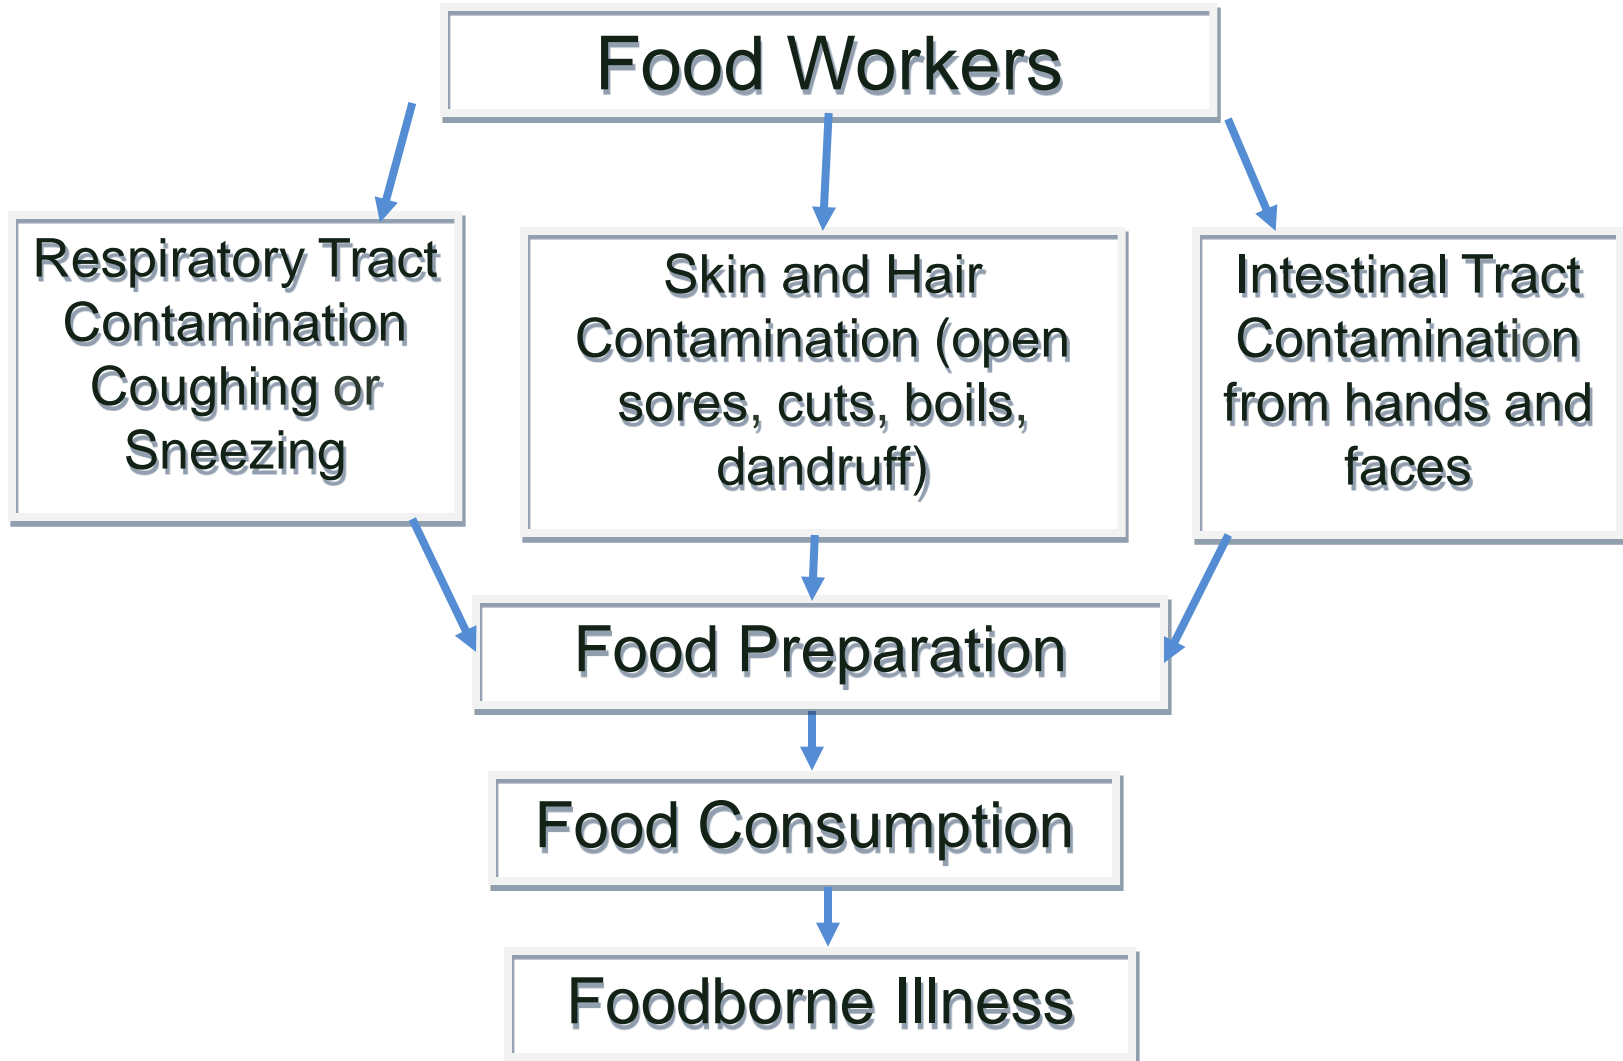 Food Workers
Respiratory Tract
Contamination
Coughing or
Sneezing
Skin and Hair
Contamination (open
sores, cuts, boils,
dandruff)
Intestinal Tract
Contamination
from hands and
faces
Food Preparation
Food Consumption
Foodborne Illness